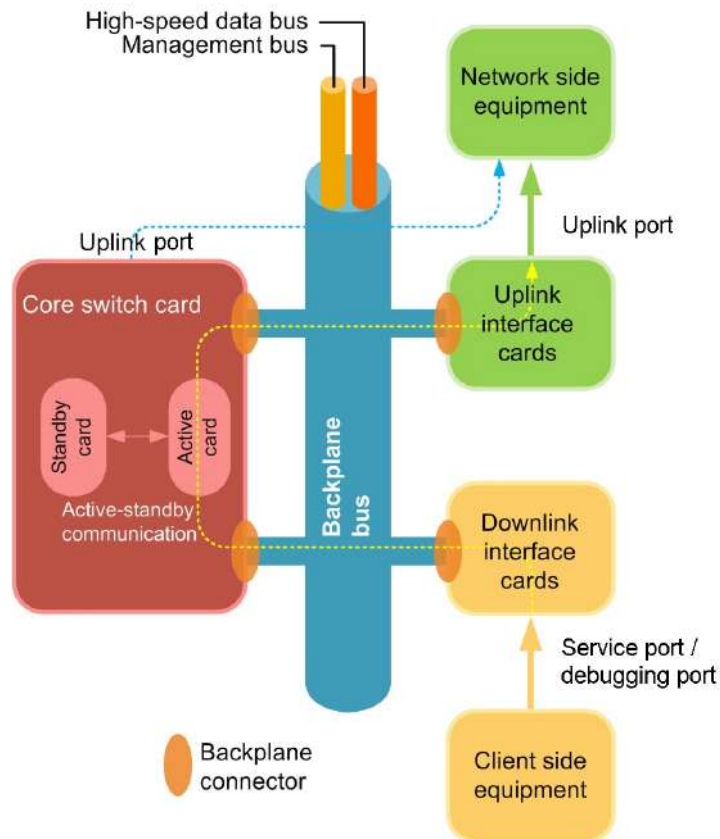 High-speed data bus
Management bus
Network side
equipment
Uplink port
Uplink port
Core switch card
Uplink
interface
cards
Standby
card
Active
card
Active-standby
communication
Backplane
bus
Downlink
interface
cards
Service port /
debugging port
Backplane
connector
Client side
equipment